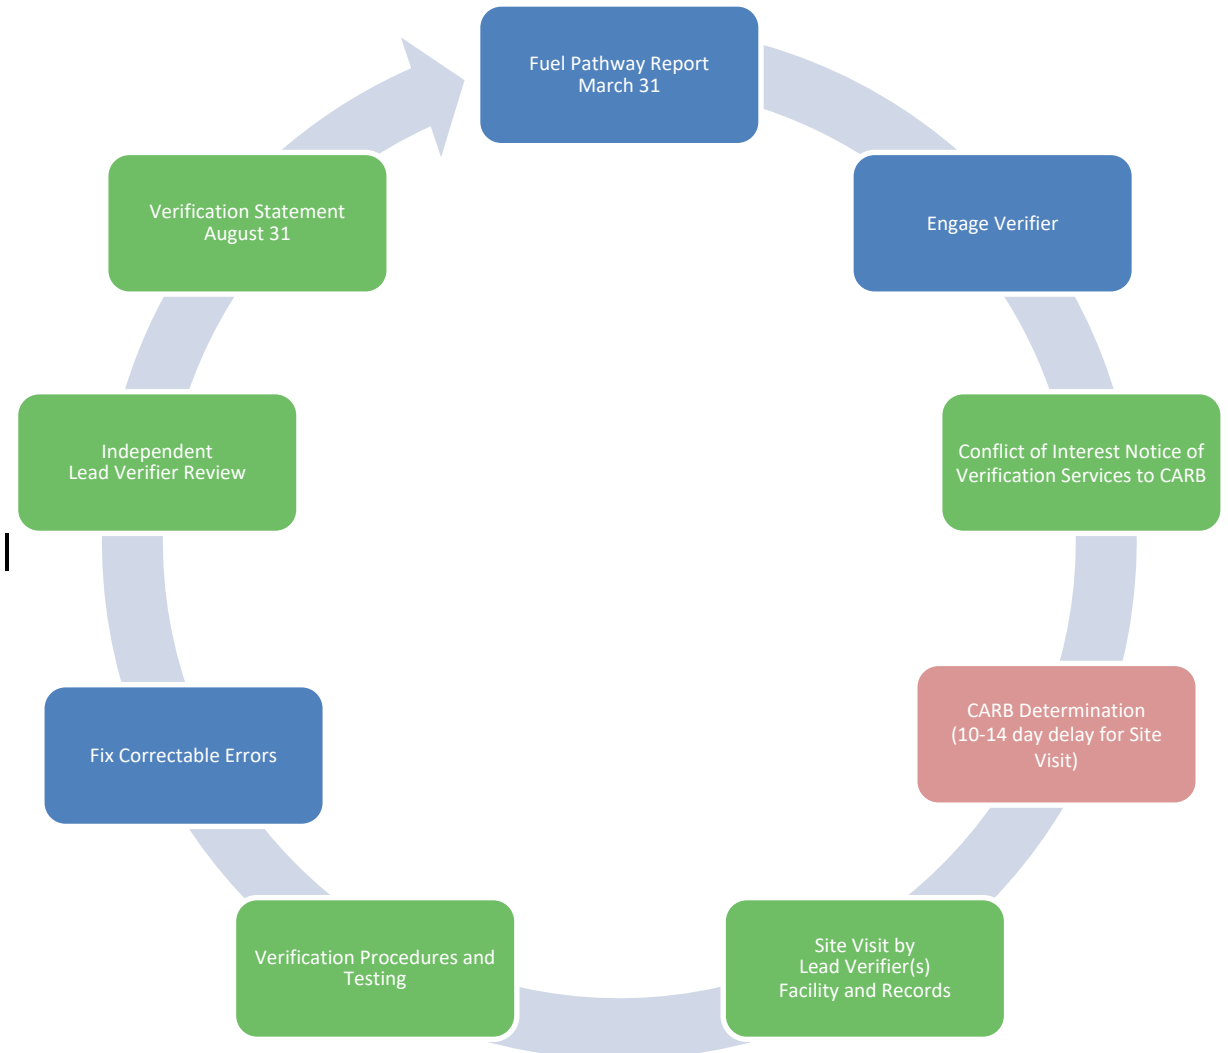 Fuel Pathway Report
March 31
Engage Verifier
Conflict of Interest Notice of
Verification Services to CARB
CARB Determination
(10-14 day delay for Site
Visit)
Site Visit by
Lead Verifier(s)
Facility and Records
Verification Procedures and
Testing
Fix Correctable Errors
Independent
Lead Verifier Review
Verification Statement
August 31